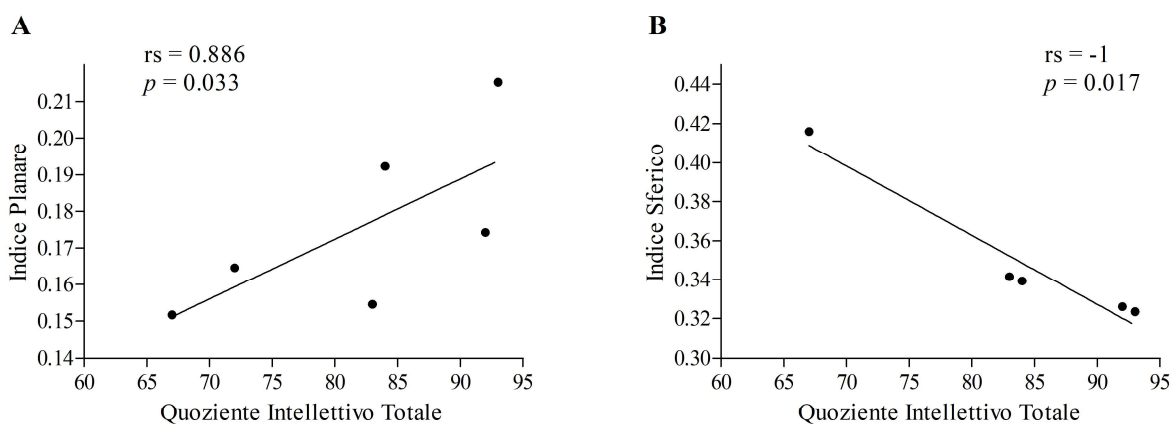 A
rs = 0.886
p = 0.033
Indice Planare
0.21
0.20
0.19
0.18
0.17
0.16
0.15
0.14
60 65 70 75 80 85 90 95
Quoziente Intellettivo Totale
B
rs = -1
p = 0.017
Indice Sferico
0.44
0.42
0.40
0.38
0.36
0.34
0.32
0.30
60 65 70 75 80 85 90 95
Quoziente Intellettivo Totale